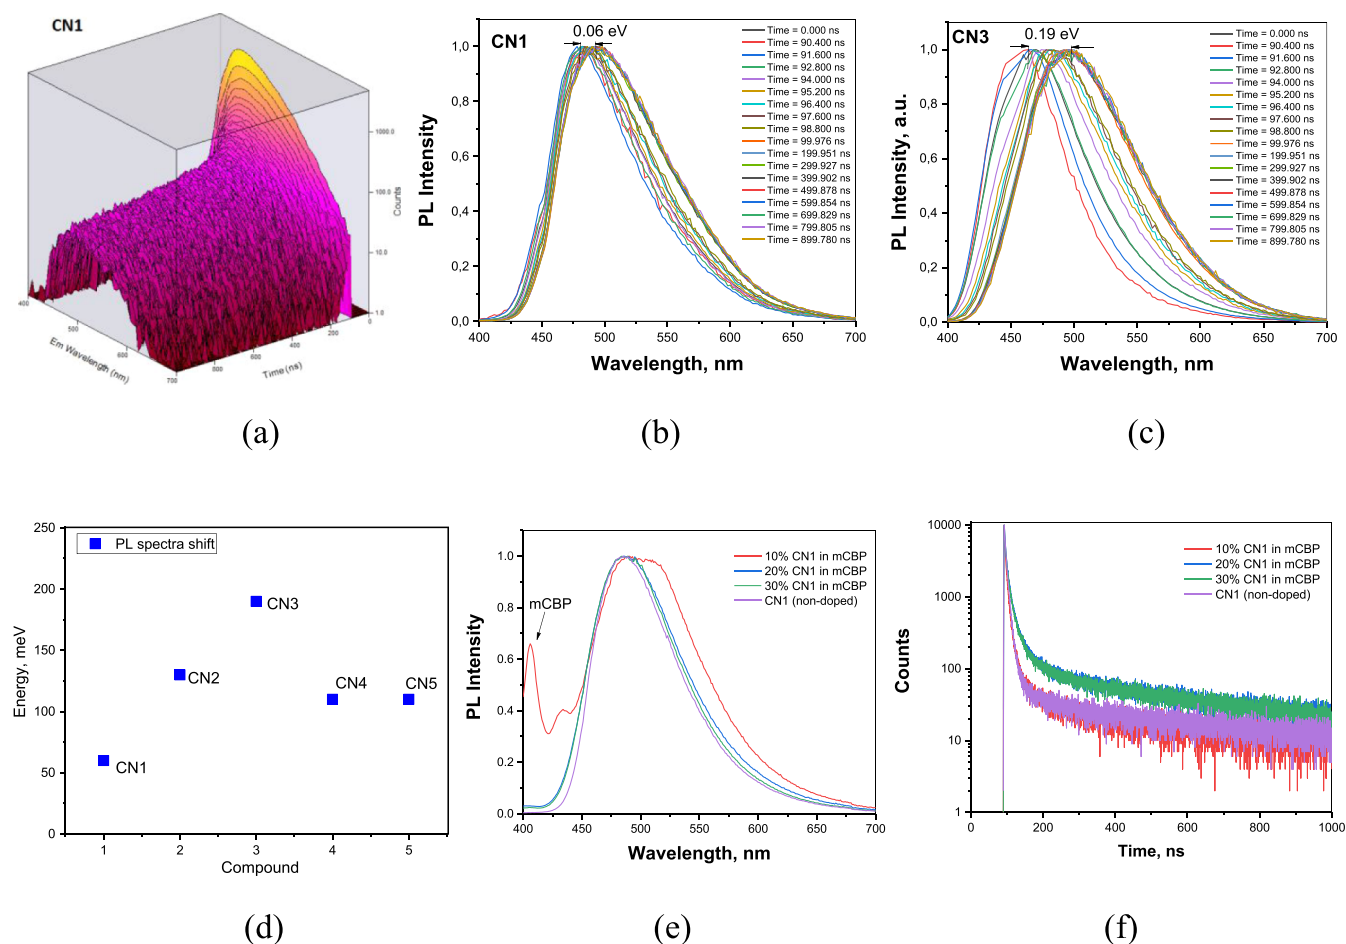 CN1
1000.0
100.0
10.0
1.0
Counts
400
500
600
700
Em Wavelength (nm)
800
600
400
200
0
Time (ns)
(a)
CN1
0.06 eV
PL Intensity
1,0
0,8
0,6
0,4
0,2
0,0
400
450
500
550
600
650
700
Wavelength, nm
Time = 0.000 ns
Time = 90.400 ns
Time = 91.600 ns
Time = 92.800 ns
Time = 94.000 ns
Time = 95.200 ns
Time = 96.400 ns
Time = 97.600 ns
Time = 98.800 ns
Time = 99.976 ns
Time = 199.951 ns
Time = 299.927 ns
Time = 399.902 ns
Time = 499.878 ns
Time = 599.854 ns
Time = 699.829 ns
Time = 799.805 ns
Time = 899.780 ns
(b)
CN3
0.19 eV
PL Intensity, a.u.
1,0
0,8
0,6
0,4
0,2
0,0
400
450
500
550
600
650
700
Wavelength, nm
Time = 0.000 ns
Time = 90.400 ns
Time = 91.600 ns
Time = 92.800 ns
Time = 94.000 ns
Time = 95.200 ns
Time = 96.400 ns
Time = 97.600 ns
Time = 98.800 ns
Time = 99.976 ns
Time = 199.951 ns
Time = 299.927 ns
Time = 399.902 ns
Time = 499.878 ns
Time = 599.854 ns
Time = 699.829 ns
Time = 799.805 ns
Time = 899.780 ns
(c)
PL spectra shift
Energy, meV
250
200
150
100
50
0
CN1
CN2
CN3
CN4
CN5
1
2
3
4
5
Compound
(d)
PL Intensity
1.0
0.8
0.6
0.4
0.2
0.0
mCBP
10% CN1 in mCBP
20% CN1 in mCBP
30% CN1 in mCBP
CN1 (non-doped)
400
450
500
550
600
650
700
Wavelength, nm
(e)
Counts
10000
1000
100
10
1
10% CN1 in mCBP
20% CN1 in mCBP
30% CN1 in mCBP
CN1 (non-doped)
0
200
400
600
800
1000
Time, ns
(f)